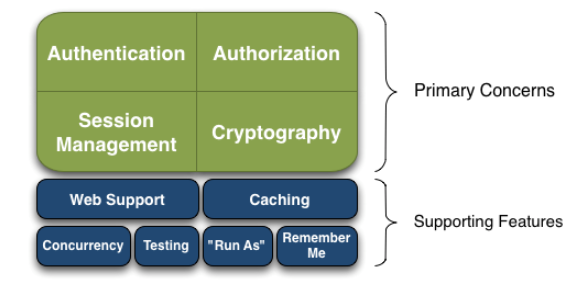 Authentication
Authorization
Primary Concerns
Session
Management
Cryptography
Web Support
Caching
Supporting Features
Concurrency
Testing
"Run As"
Remember
Me